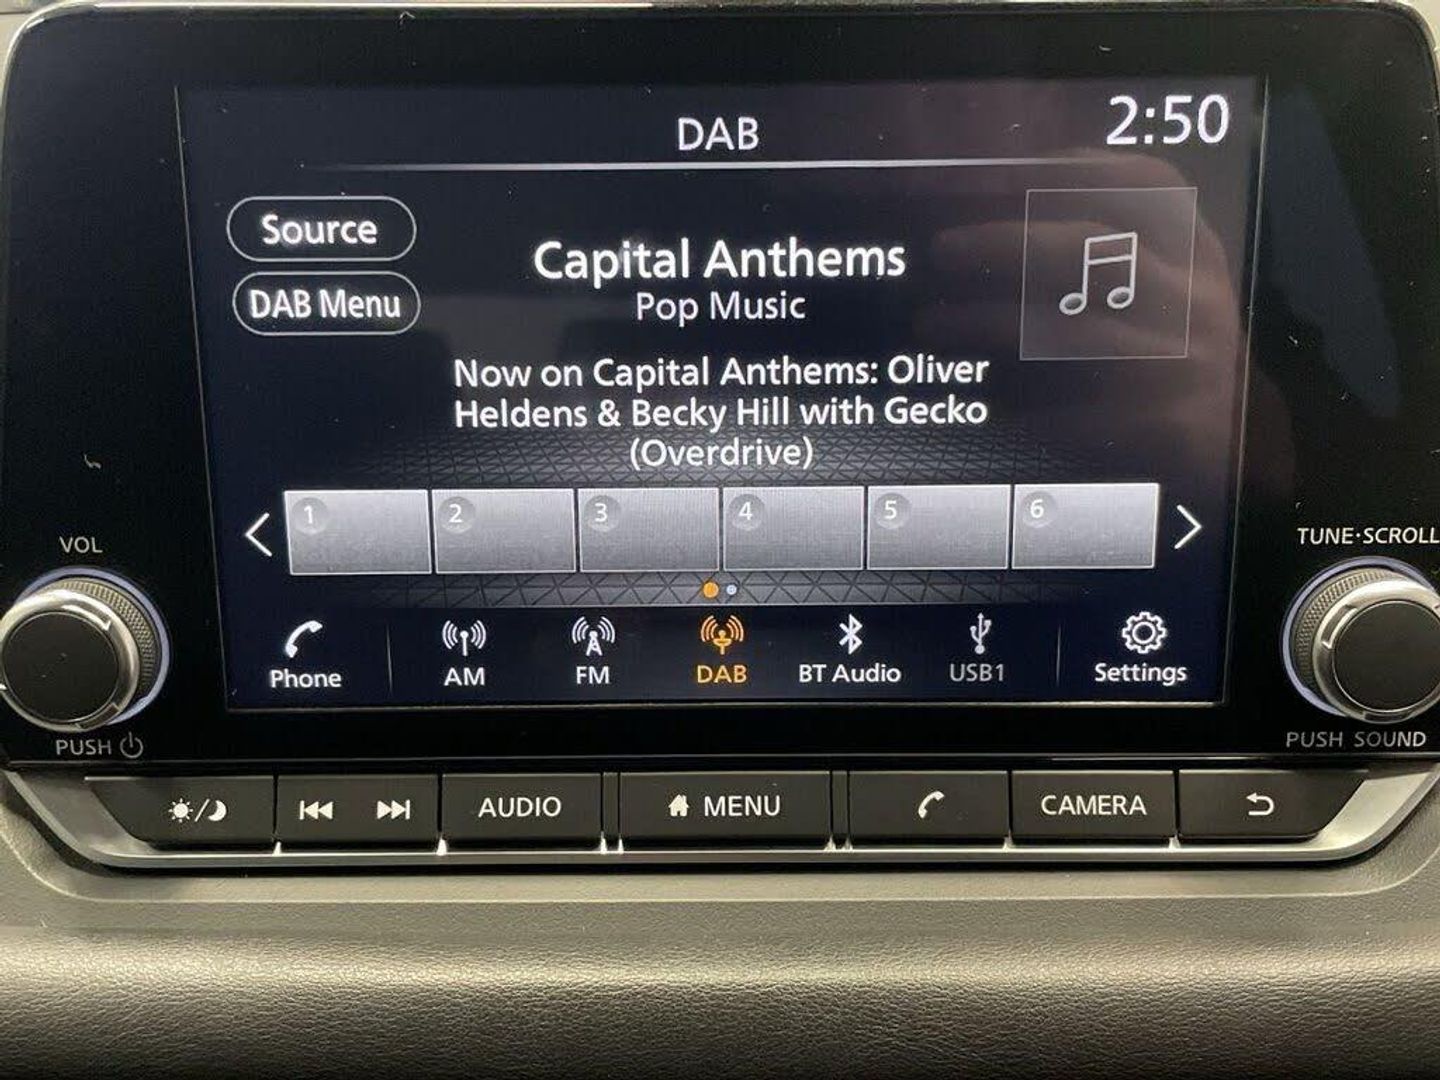 DAB
2:50
Source
DAB Menu
Capital Anthems
Pop Music
Now on Capital Anthems: Oliver
Heldens & Becky Hill with Gecko
(Overdrive)
1 2 3 4 5 6
VOL
TUNE·SCROLL
Phone AM FM DAB BT Audio USB1 Settings
PUSH
PUSH SOUND
AUDIO MENU CAMERA